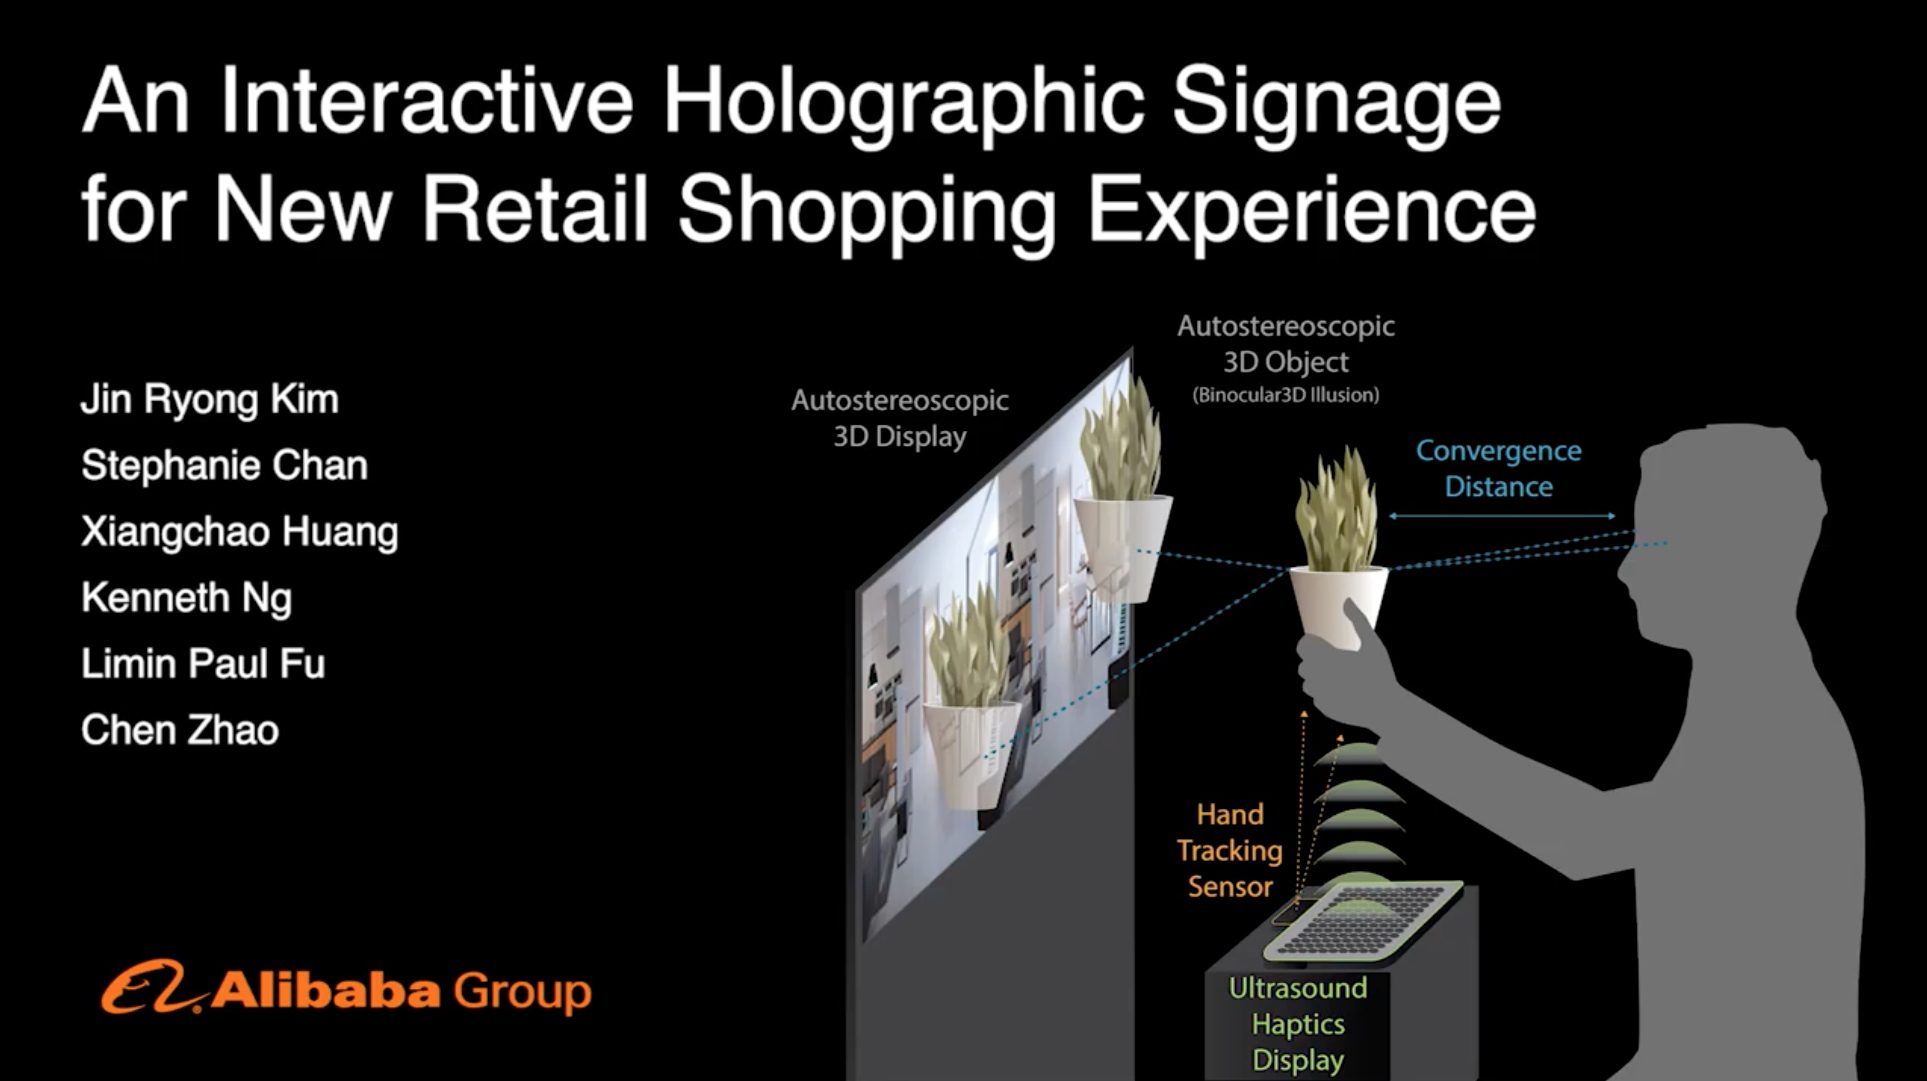 An Interactive Holographic Signage
for New Retail Shopping Experience
Jin Ryong Kim
Stephanie Chan
Xiangchao Huang
Kenneth Ng
Limin Paul Fu
Chen Zhao
Alibaba Group
Autostereoscopic
3D Display
Autostereoscopic
3D Object
(Binocular3D Illusion)
Convergence
Distance
Hand
Tracking
Sensor
Ultrasound
Haptics
Display